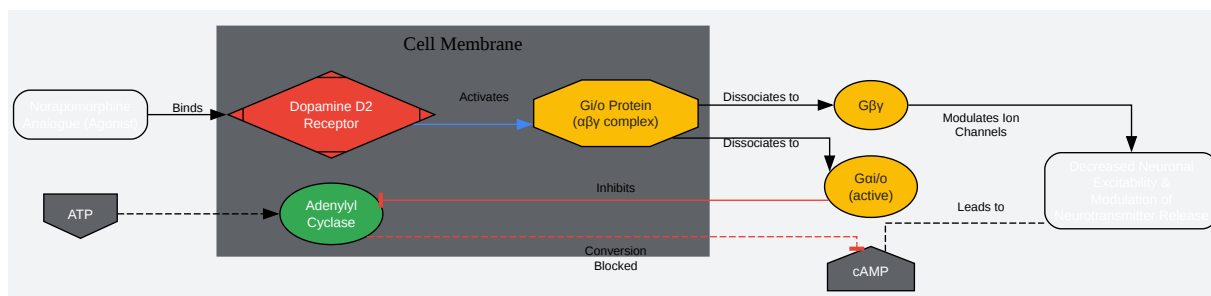 Cell Membrane
Norapomorphine
Analogue (Agonist)
Binds
Dopamine D2
Receptor
Activates
Gi/o Protein
(αβγ complex)
Dissociates to
Gβγ
Modulates Ion
Channels
Dissociates to
Gαi/o
(active)
Decreased Neuronal
Excitability &
Modulation of
Neurotransmitter Release
ATP
Adenylyl
Cyclase
Inhibits
Leads to
Conversion
Blocked
cAMP